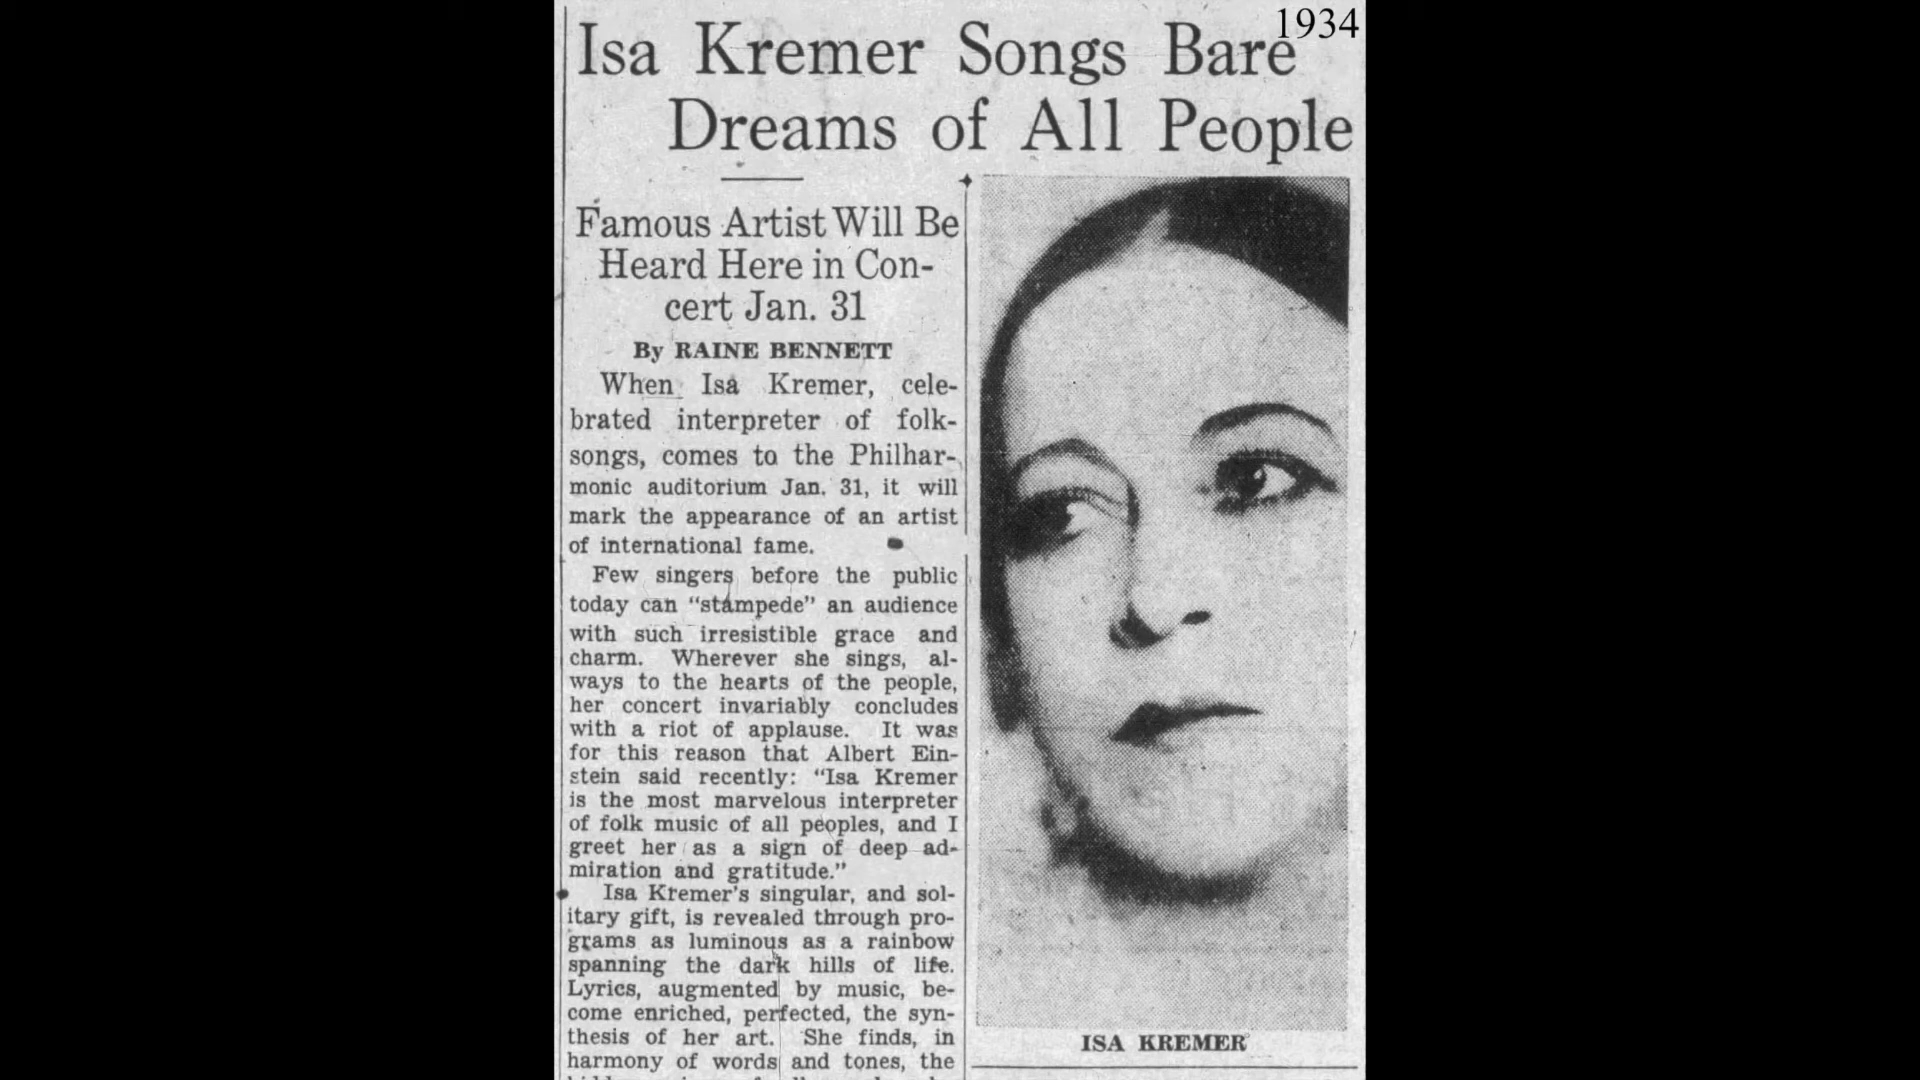 1934
Isa Kremer Songs Bare
Dreams of All People
Famous Artist Will Be
Heard Here in Con-
cert Jan. 31
By RAINE BENNETT
When Isa Kremer, cele-
brated interpreter of folk-
songs, comes to the Philhar-
monic auditorium Jan. 31, it will
mark the appearance of an artist
of international fame.
Few singers before the public
today can “stampede” an audience
with such irresistible grace and
charm. Wherever she sings, al-
ways to the hearts of the people,
her concert invariably concludes
with a riot of applause. It was
for this reason that Albert Ein-
stein said recently: “Isa Kremer
is the most marvelous interpreter
of folk music of all peoples, and I
greet her as a sign of deep ad-
miration and gratitude.”
Isa Kremer's singular, and sol-
itary gift, is revealed through pro-
grams as luminous as a rainbow
spanning the dark hills of life.
Lyrics, augmented by music, be-
come enriched, perfected, the syn-
thesis of her art. She finds, in
harmony of words and tones, the
ISA KREMER